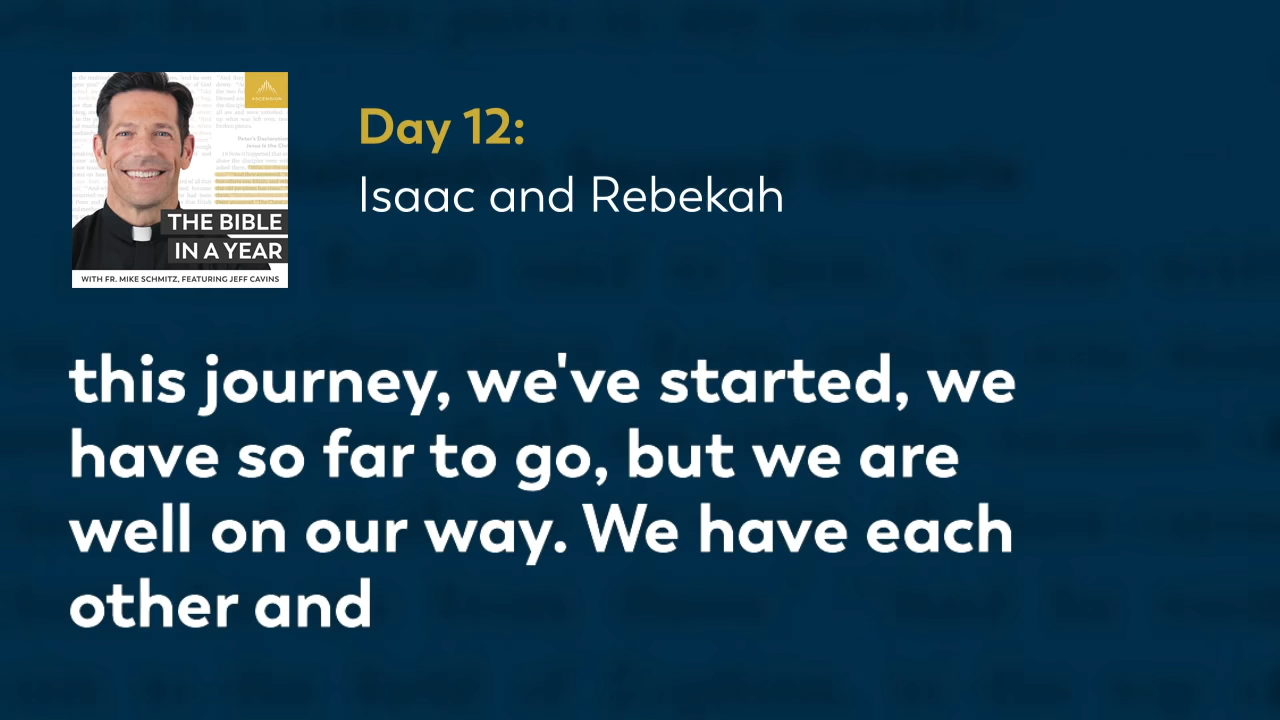 ASCENSION
THE BIBLE
IN A YEAR
WITH FR. MIKE SCHMITZ, FEATURING JEFF CAVINS
Day 12:
Isaac and Rebekah
this journey, we've started, we
have so far to go, but we are
well on our way. We have each
other and